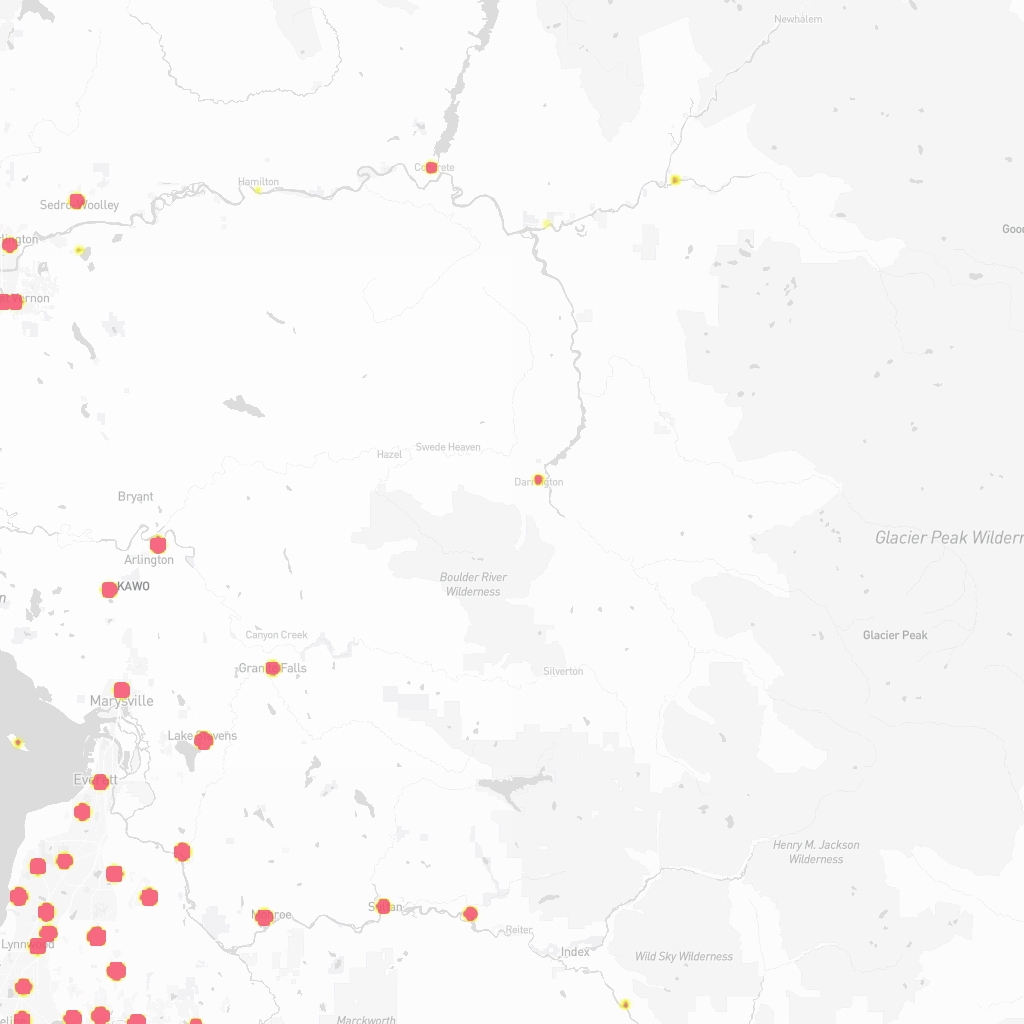 Newhalem
Concrete
Hamilton
Sedro-Woolley
Goo
Swede Heaven
Hazel
Darrington
Bryant
Glacier Peak Wildern
Arlington
Boulder River
Wilderness
KAWO
Canyon Creek
Glacier Peak
Granite Falls
Silverton
Marysville
Lake Stevens
Everett
Henry M. Jackson
Wilderness
Sultan
Monroe
Reiter
Lynnwood
Index
Wild Sky Wilderness
Marckworth